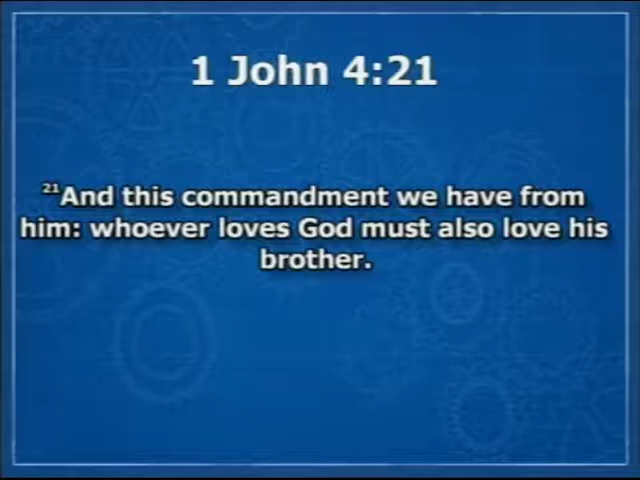 1 John 4:21
²¹And this commandment we have from
him: whoever loves God must also love his
brother.